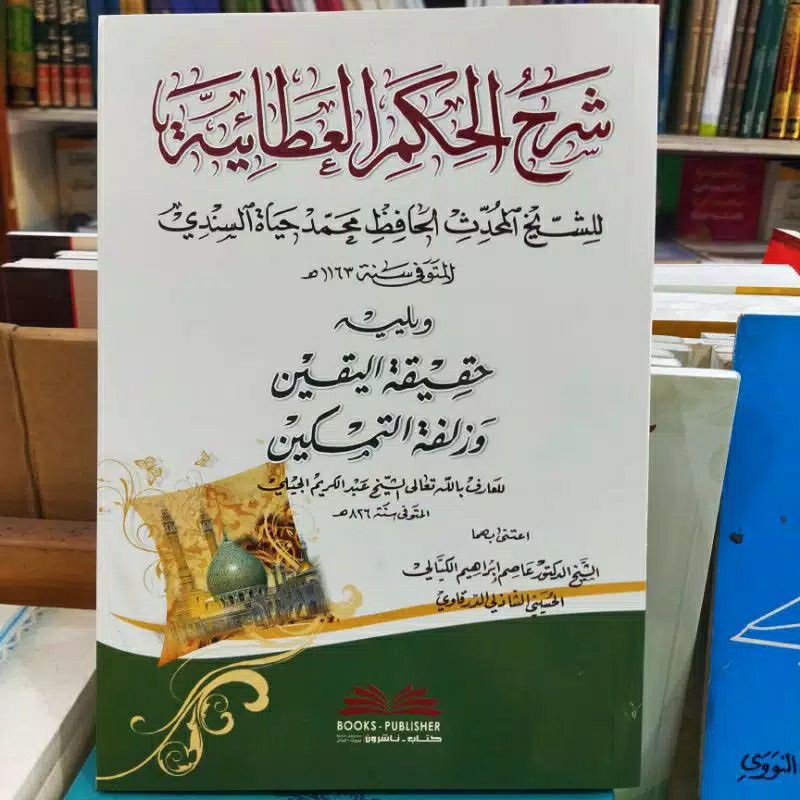 شرح الحكم العطائية
للشيخ المحدث الحافظ محمد حياة السندي
المتوفى سنة ١١٦٣ هـ
ويليه
حقيقة اليقين
وزلفة التمكين
للعارف بالله تعالى الشيخ عبد الكريم الجيلي
المتوفى سنة ٨٢٦ هـ
اعتنى بهما
الشيخ الدكتور عاصم إبراهيم الكيالي
الحسيني الشاذلي الدرقاوي
BOOKS - PUBLISHER
كتاب - ناشرون
النووي